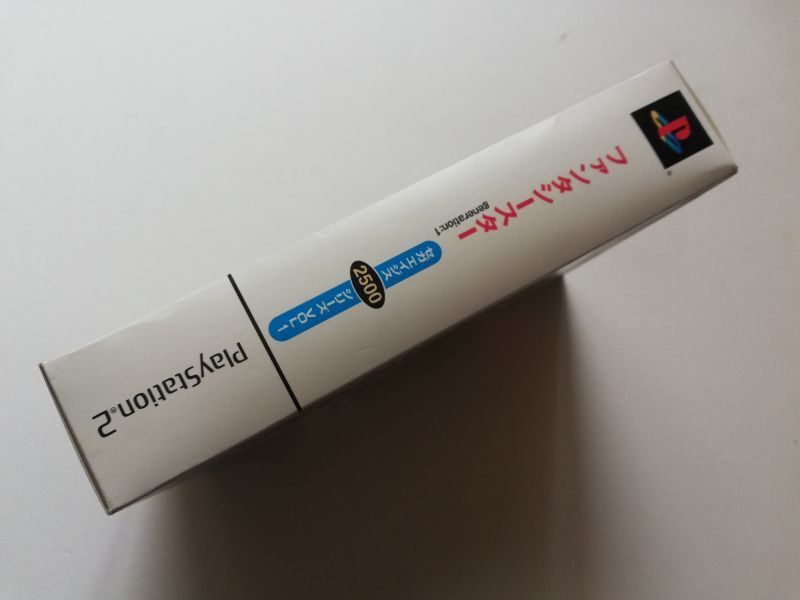 ファンタシースター
generation:1
セガエイジス 2500 シリーズ VOL.1
PlayStation®2